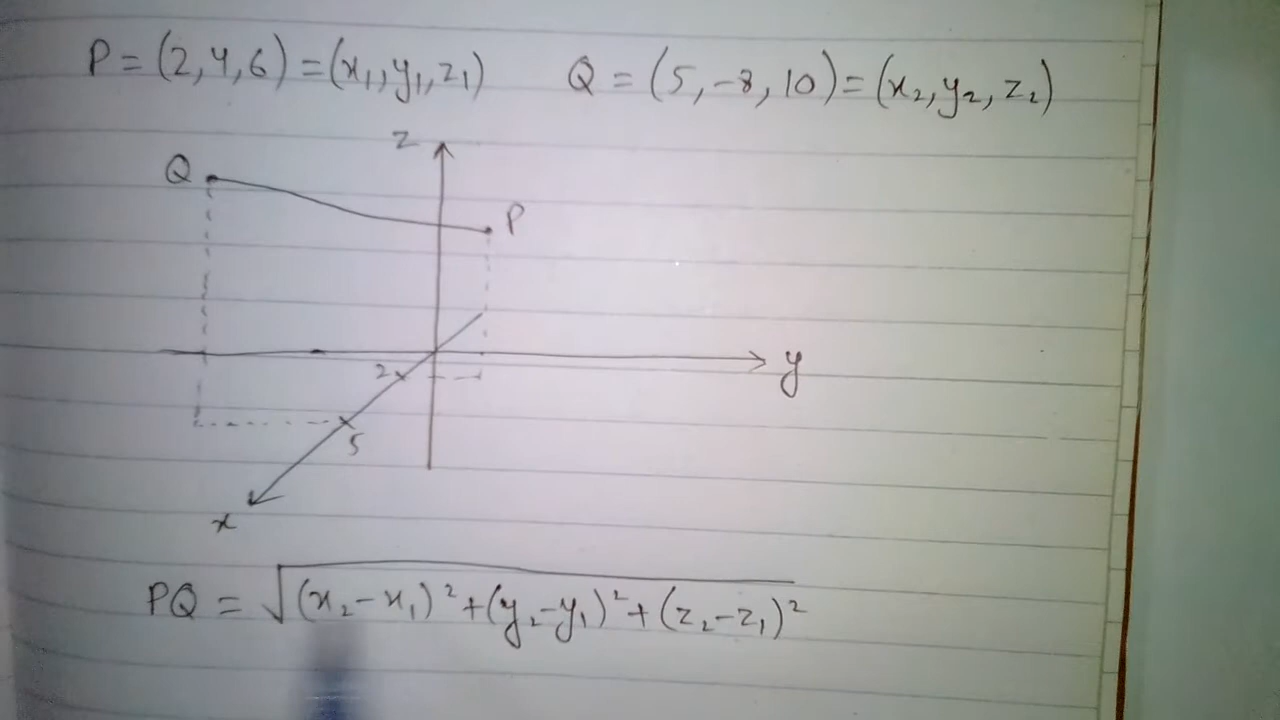 P = (2, 4, 6) = (x₁, y₁, z₁) Q = (5, -8, 10) = (x₂, y₂, z₂)
z
Q
P
y
2
5
x
PQ = √((x₂ - x₁)² + (y₂ - y₁)² + (z₂ - z₁)²)